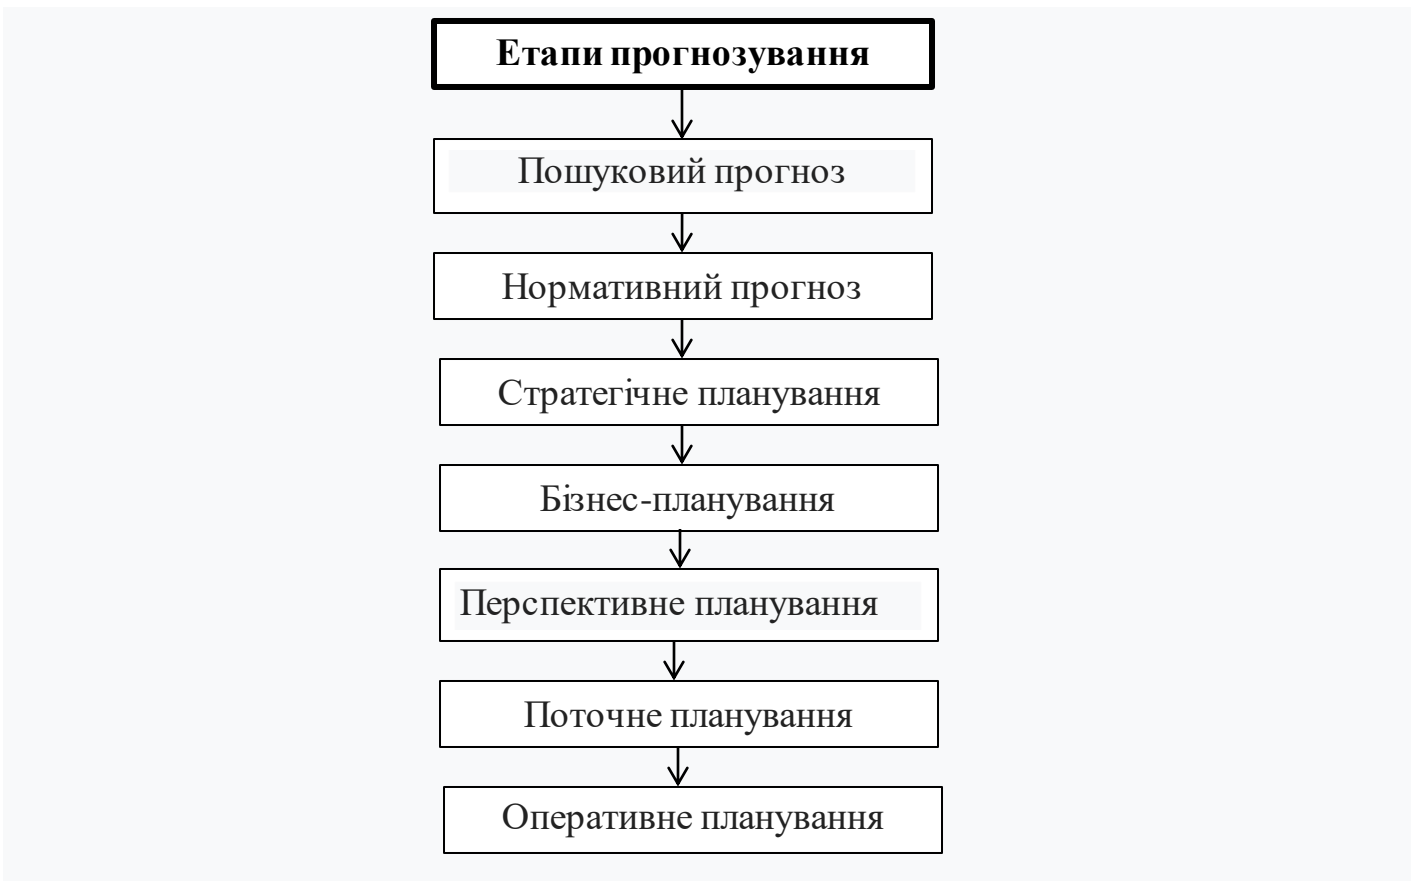 Етапи прогнозування
Пошуковий прогноз
Нормативний прогноз
Стратегічне планування
Бізнес-планування
Перспективне планування
Поточне планування
Оперативне планування